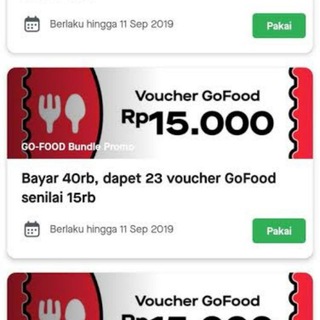 Berlaku hingga 11 Sep 2019
Pakai
Voucher GoFood
Rp15.000
GO-FOOD Bundle Promo
Bayar 40rb, dapet 23 voucher GoFood
senilai 15rb
Berlaku hingga 11 Sep 2019
Pakai
Voucher GoFood